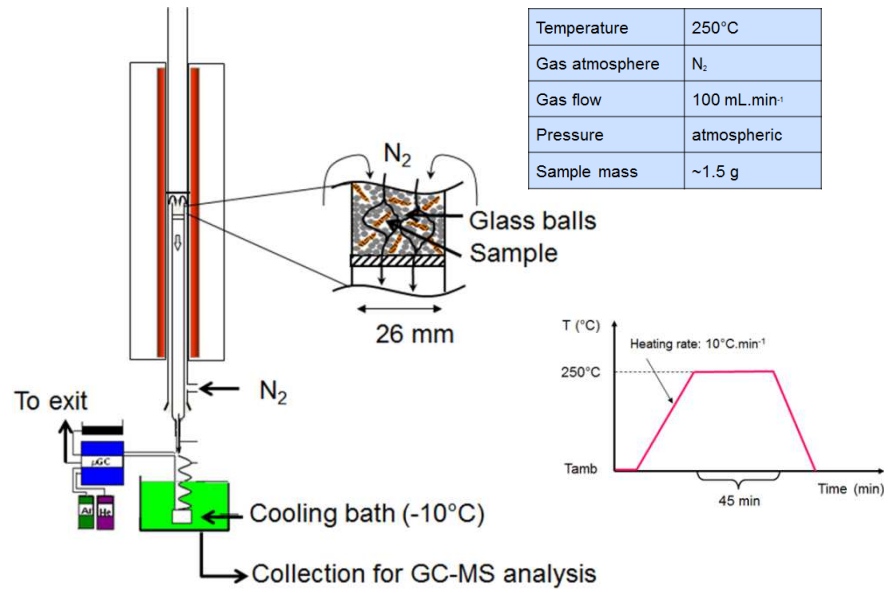 Temperature 250°C
Gas atmosphere N₂
Gas flow 100 mL.min⁻¹
Pressure atmospheric
Sample mass ~1.5 g
N₂
Glass balls
Sample
26 mm
N₂
To exit
µGC
Ar He
Cooling bath (-10°C)
Collection for GC-MS analysis
T (°C)
Heating rate: 10°C.min⁻¹
250°C
Tamb
45 min
Time (min)